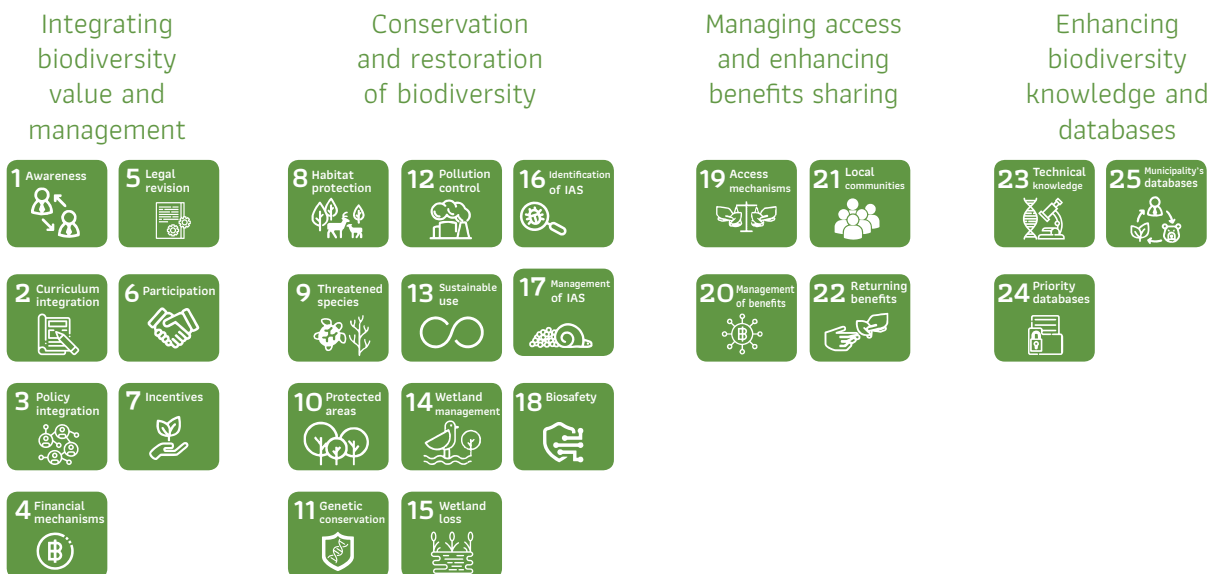 Integrating
biodiversity
value and
management
1 Awareness
2 Curriculum
integration
3 Policy
integration
4 Financial
mechanisms
฿
5 Legal
revision
6 Participation
7 Incentives
Conservation
and restoration
of biodiversity
8 Habitat
protection
9 Threatened
species
10 Protected
areas
11 Genetic
conservation
12 Pollution
control
13 Sustainable
use
14 Wetland
management
15 Wetland
loss
16 Identification
of IAS
17 Management
of IAS
18 Biosafety
Managing access
and enhancing
benefits sharing
19 Access
mechanisms
20 Management
of benefits
฿
21 Local
communities
22 Returning
benefits
Enhancing
biodiversity
knowledge and
databases
23 Technical
knowledge
24 Priority
databases
25 Municipality's
databases